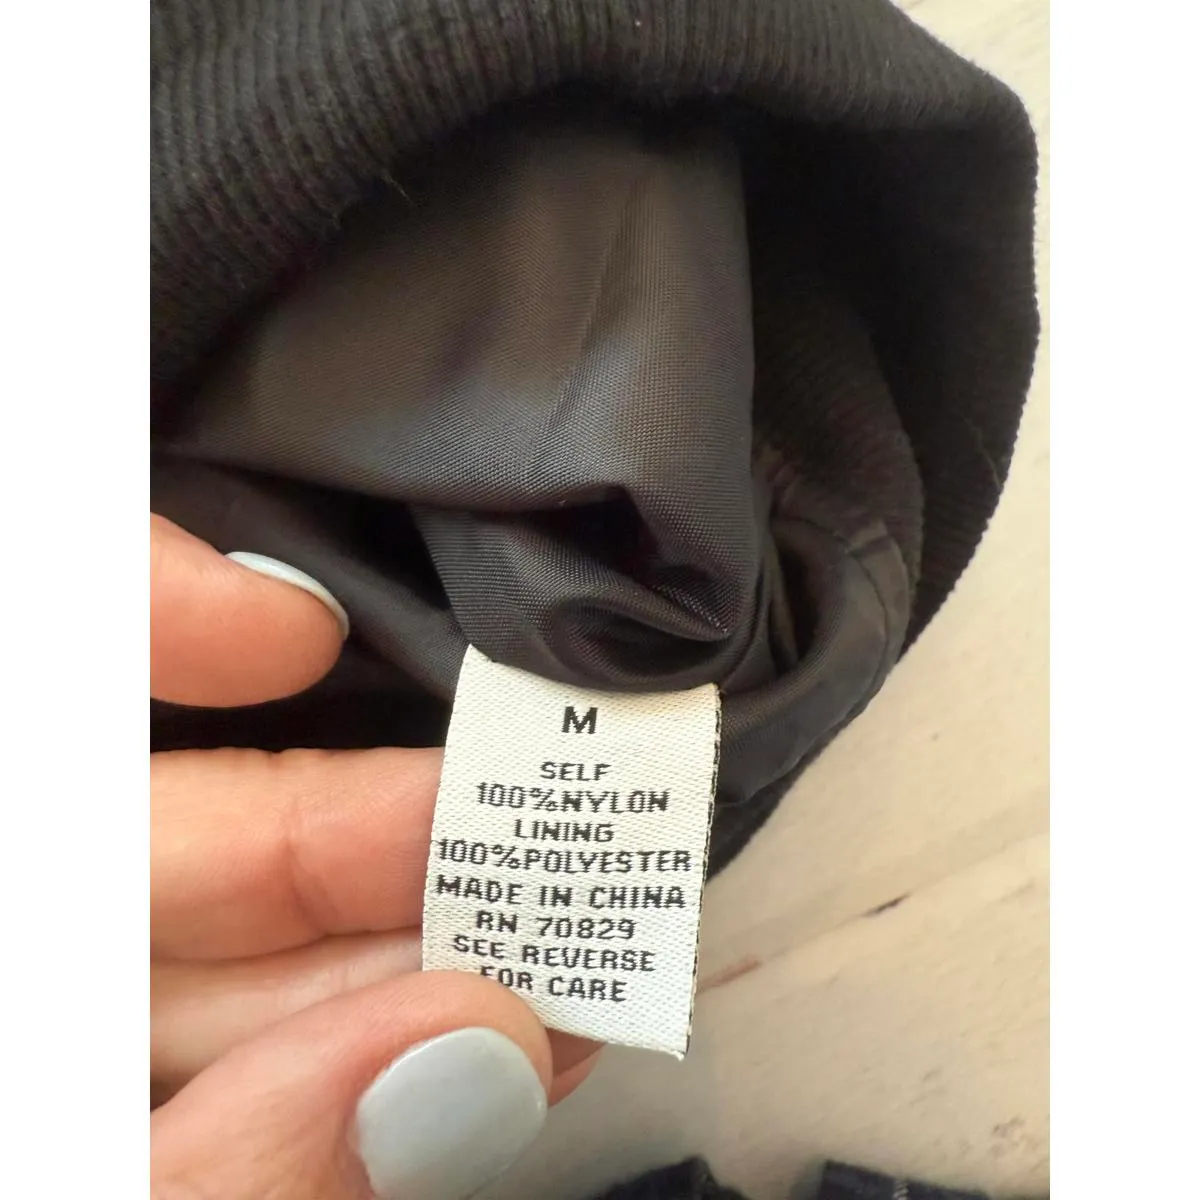 M
SELF
100%NYLON
LINING
100%POLYESTER
MADE IN CHINA
RN 70829
SEE REVERSE
FOR CARE